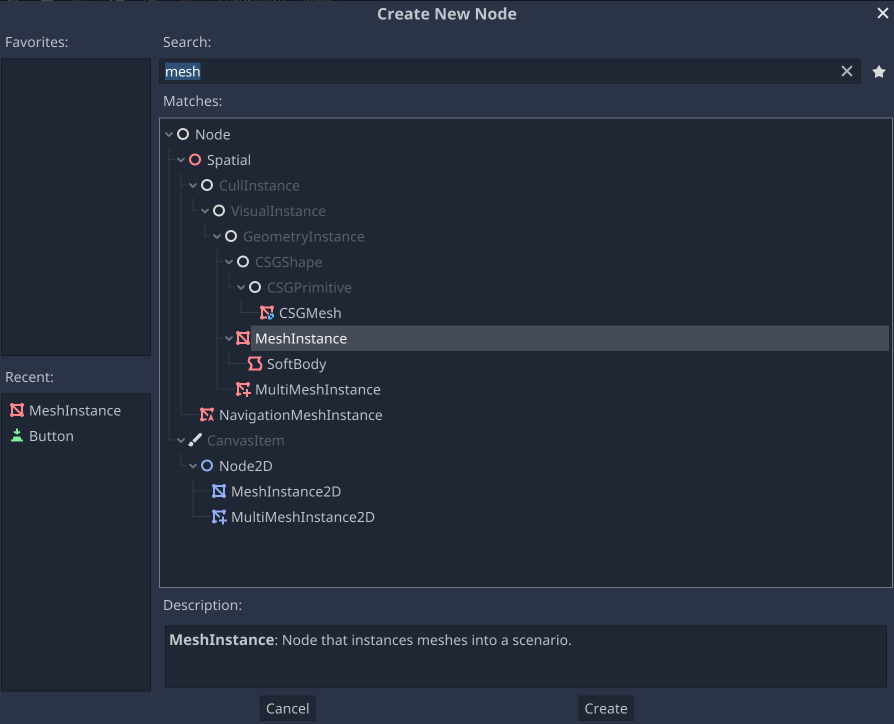 Create New Node
Favorites:
Search:
mesh
Matches:
Node
Spatial
CullInstance
VisualInstance
GeometryInstance
CSGShape
CSGPrimitive
CSGMesh
MeshInstance
SoftBody
MultiMeshInstance
NavigationMeshInstance
CanvasItem
Node2D
MeshInstance2D
MultiMeshInstance2D
Recent:
MeshInstance
Button
Description:
MeshInstance: Node that instances meshes into a scenario.
Cancel
Create